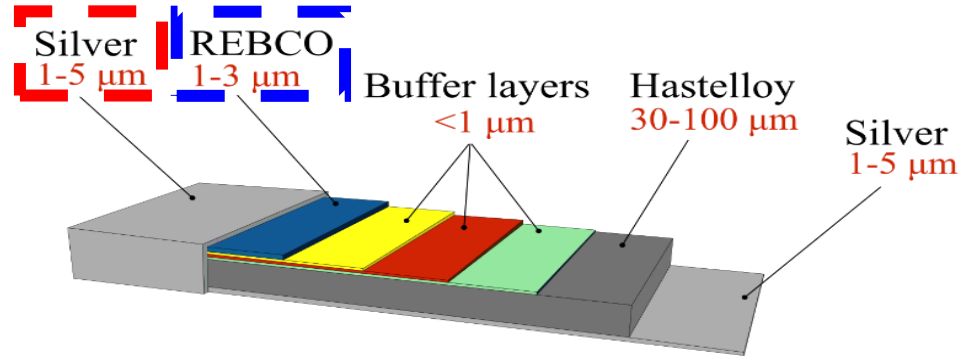 Silver
1-5 μm
REBCO
1-3 μm
Buffer layers
<1 μm
Hastelloy
30-100 μm
Silver
1-5 μm